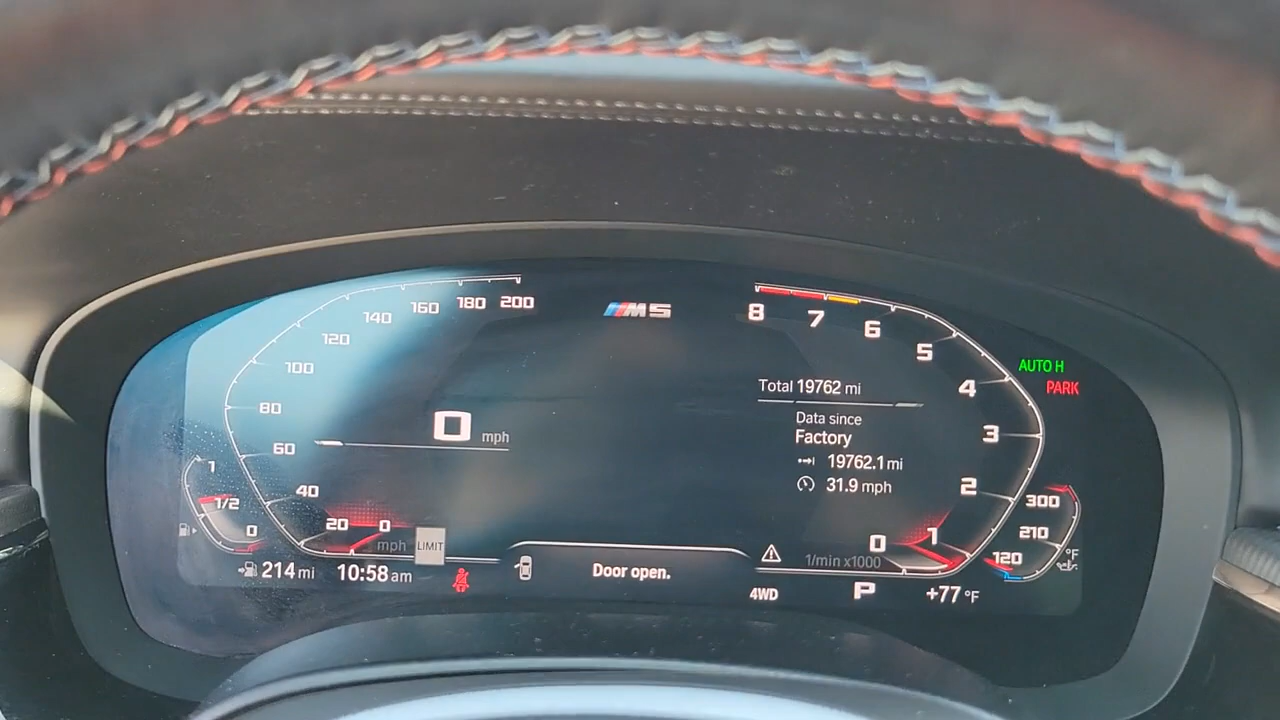 200
180
160
140
120
100
80
60
40
20
0
mph
0 mph
LIMIT
M5
8
7
6
5
4
3
2
1
0
1/min x1000
Total 19762 mi
Data since
Factory
19762.1 mi
31.9 mph
AUTO H
PARK
1
1/2
0
300
210
120
°F
214 mi
10:58 am
Door open.
4WD
P
+77 °F